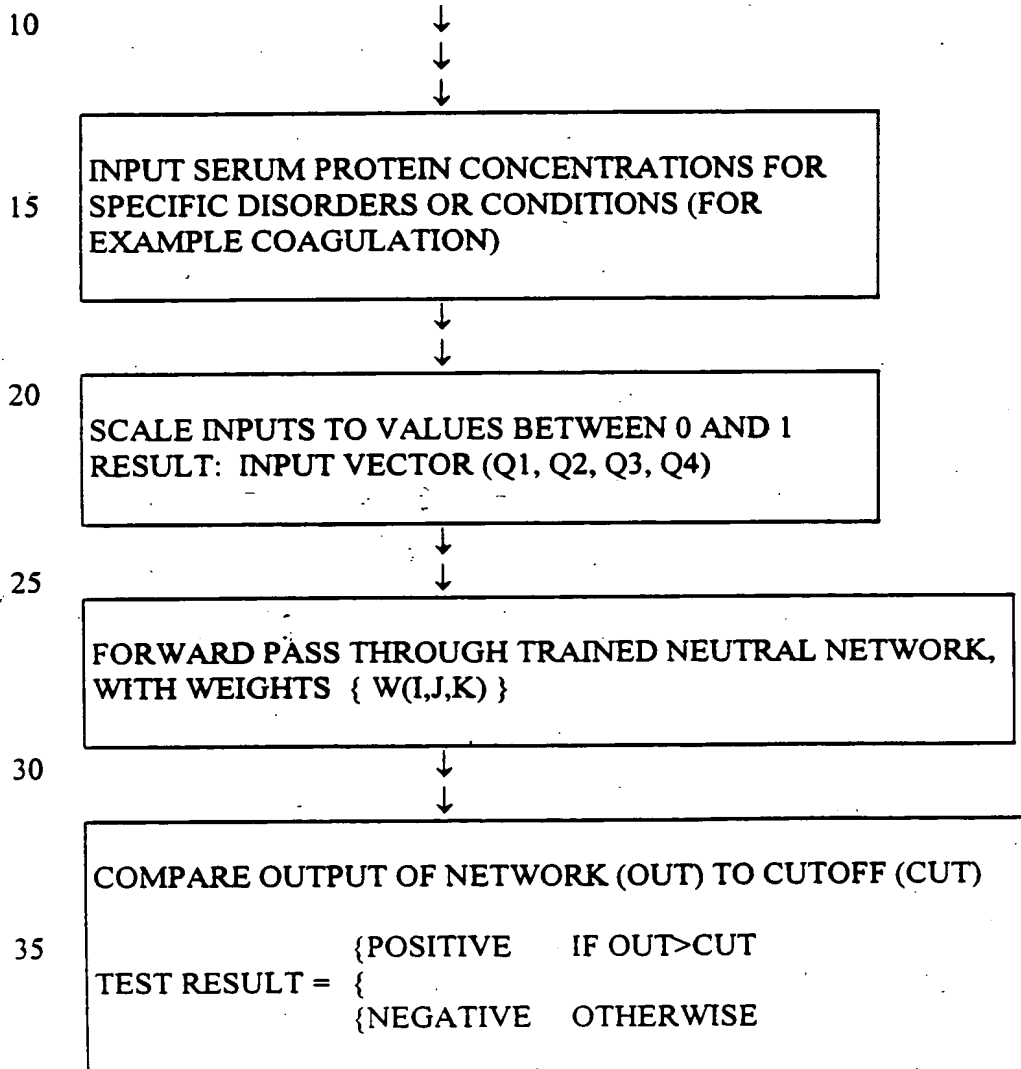 10
↓
↓
↓
INPUT SERUM PROTEIN CONCENTRATIONS FOR
15 SPECIFIC DISORDERS OR CONDITIONS (FOR
EXAMPLE COAGULATION)
↓
↓
20
SCALE INPUTS TO VALUES BETWEEN 0 AND 1
RESULT: INPUT VECTOR (Q1, Q2, Q3, Q4)
↓
25 ↓
FORWARD PASS THROUGH TRAINED NEUTRAL NETWORK,
WITH WEIGHTS { W(I,J,K) }
30 ↓
↓
COMPARE OUTPUT OF NETWORK (OUT) TO CUTOFF (CUT)
35 {POSITIVE IF OUT>CUT
TEST RESULT = {
{NEGATIVE OTHERWISE